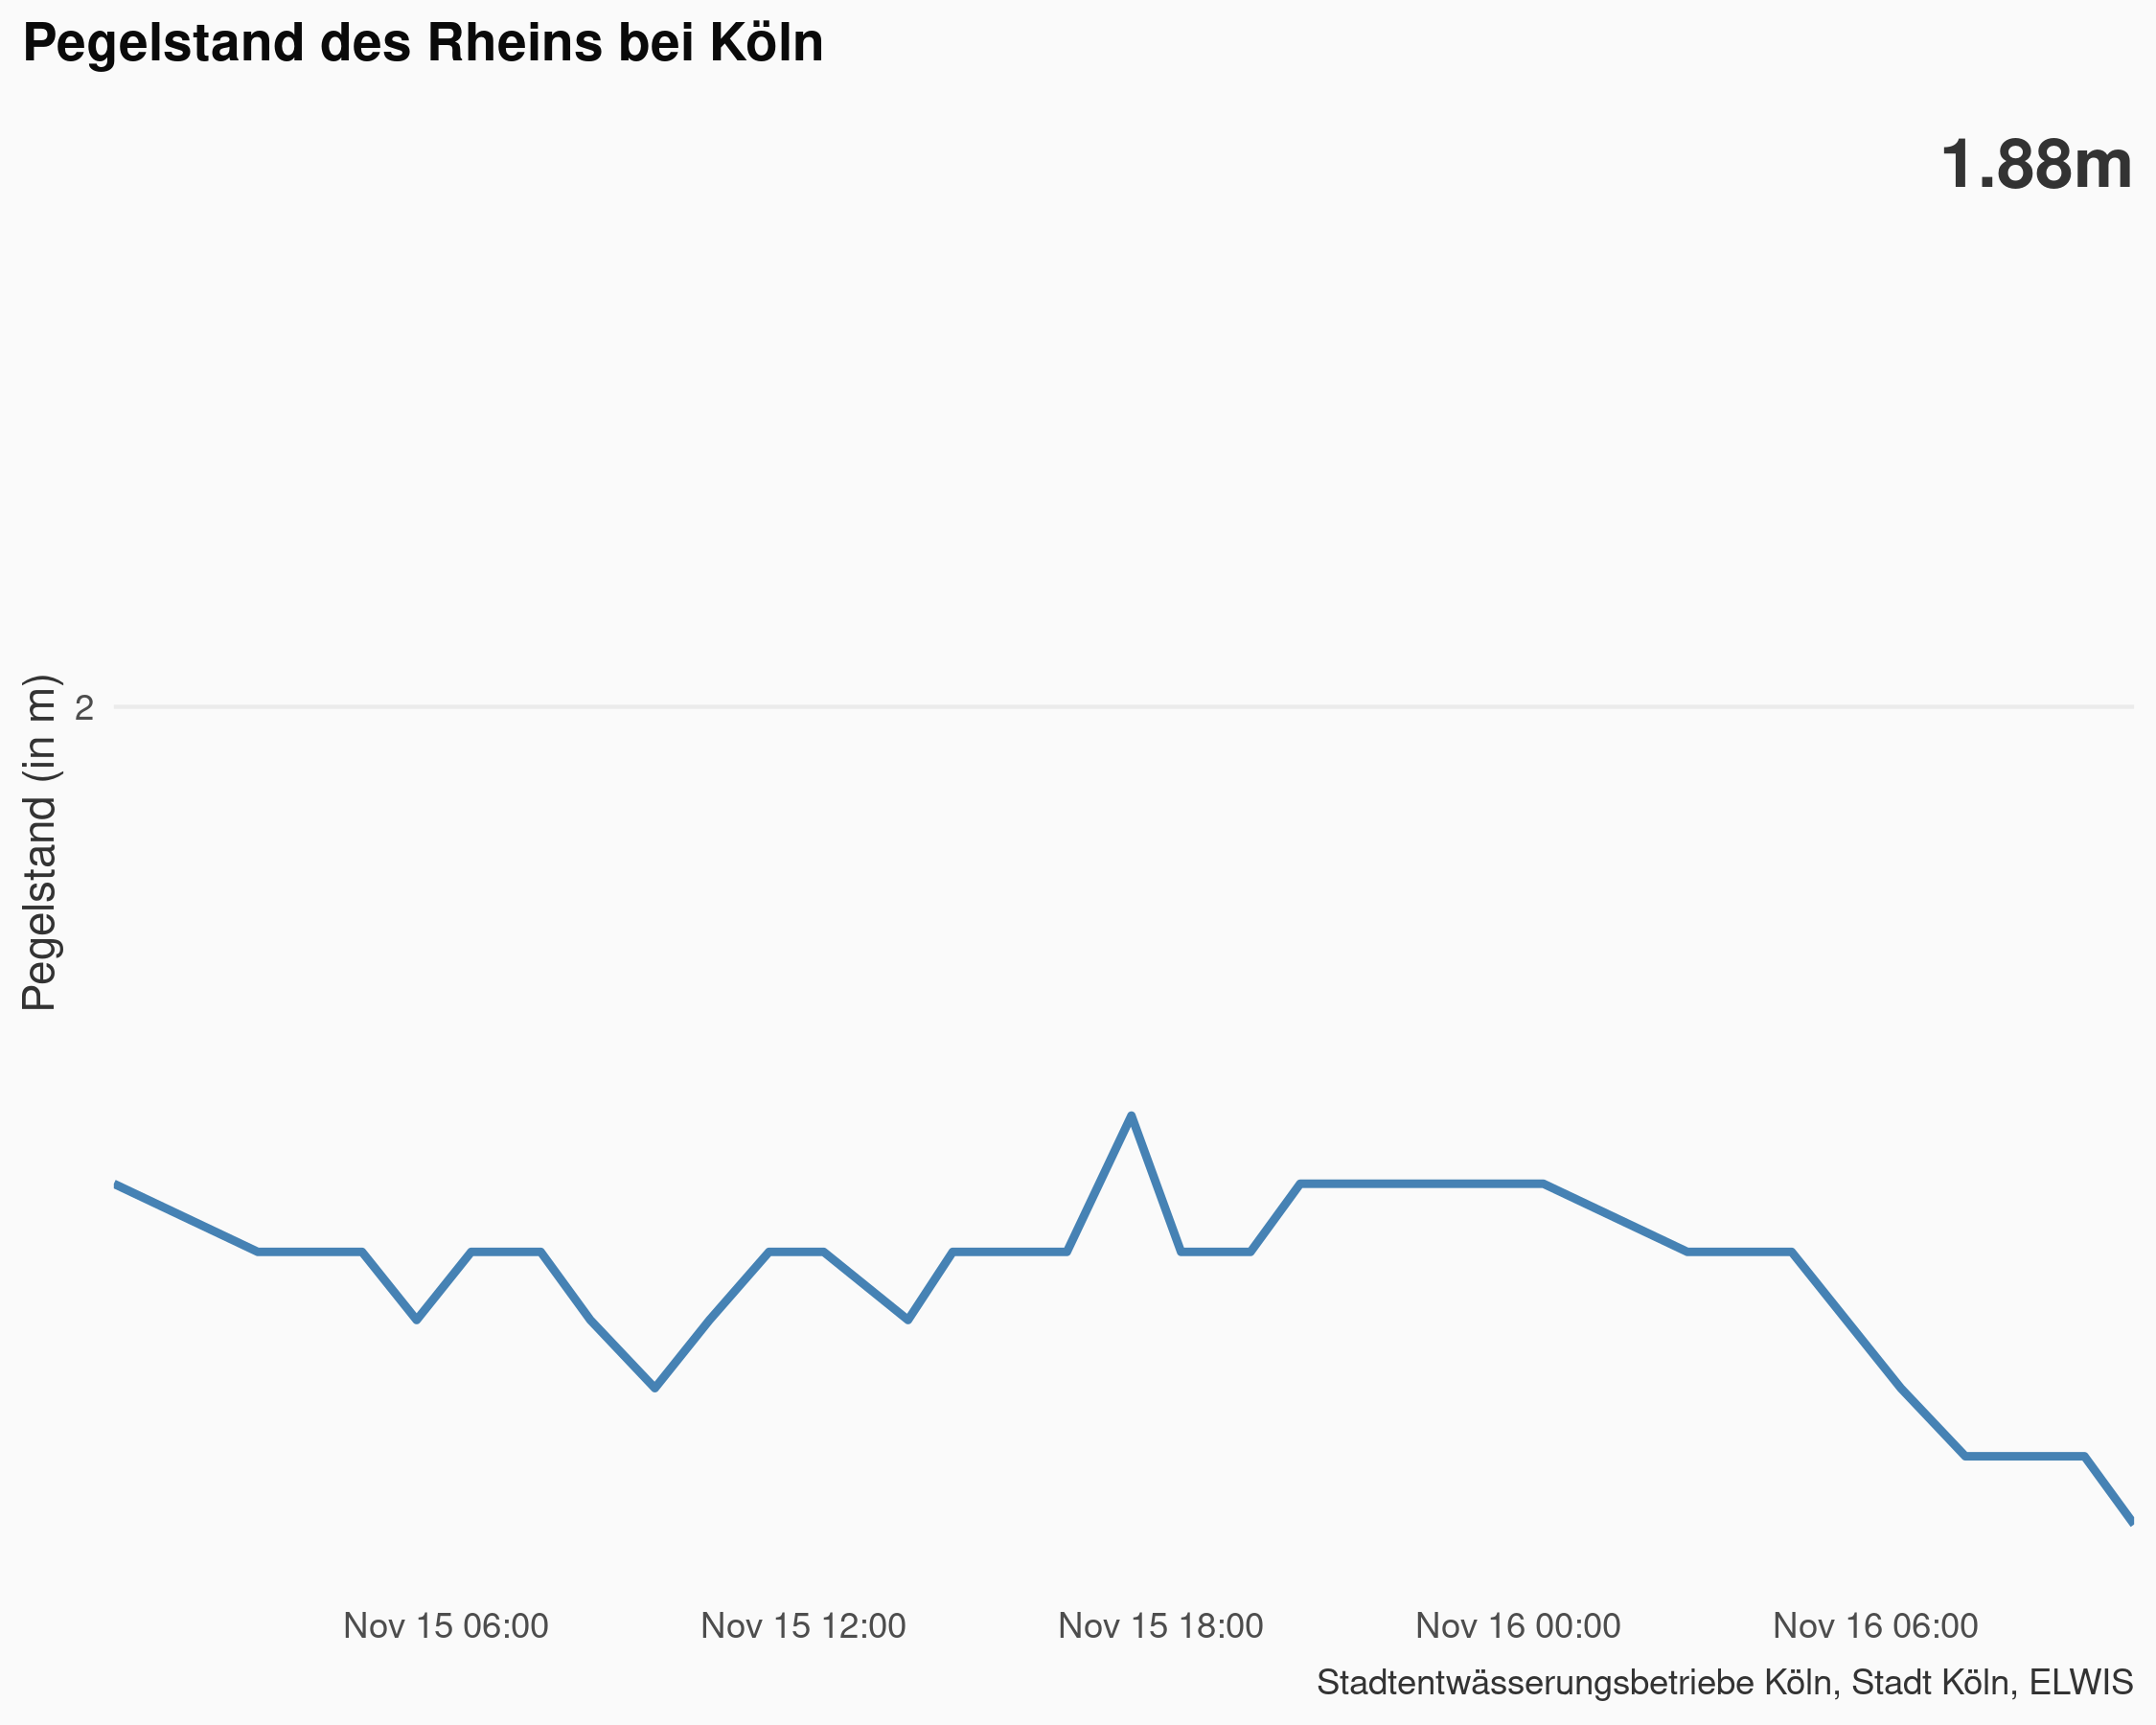 Pegelstand des Rheins bei Köln
1.88m
Pegelstand (in m)
2
Nov 15 06:00
Nov 15 12:00
Nov 15 18:00
Nov 16 00:00
Nov 16 06:00
Stadtentwässerungsbetriebe Köln, Stadt Köln, ELWIS